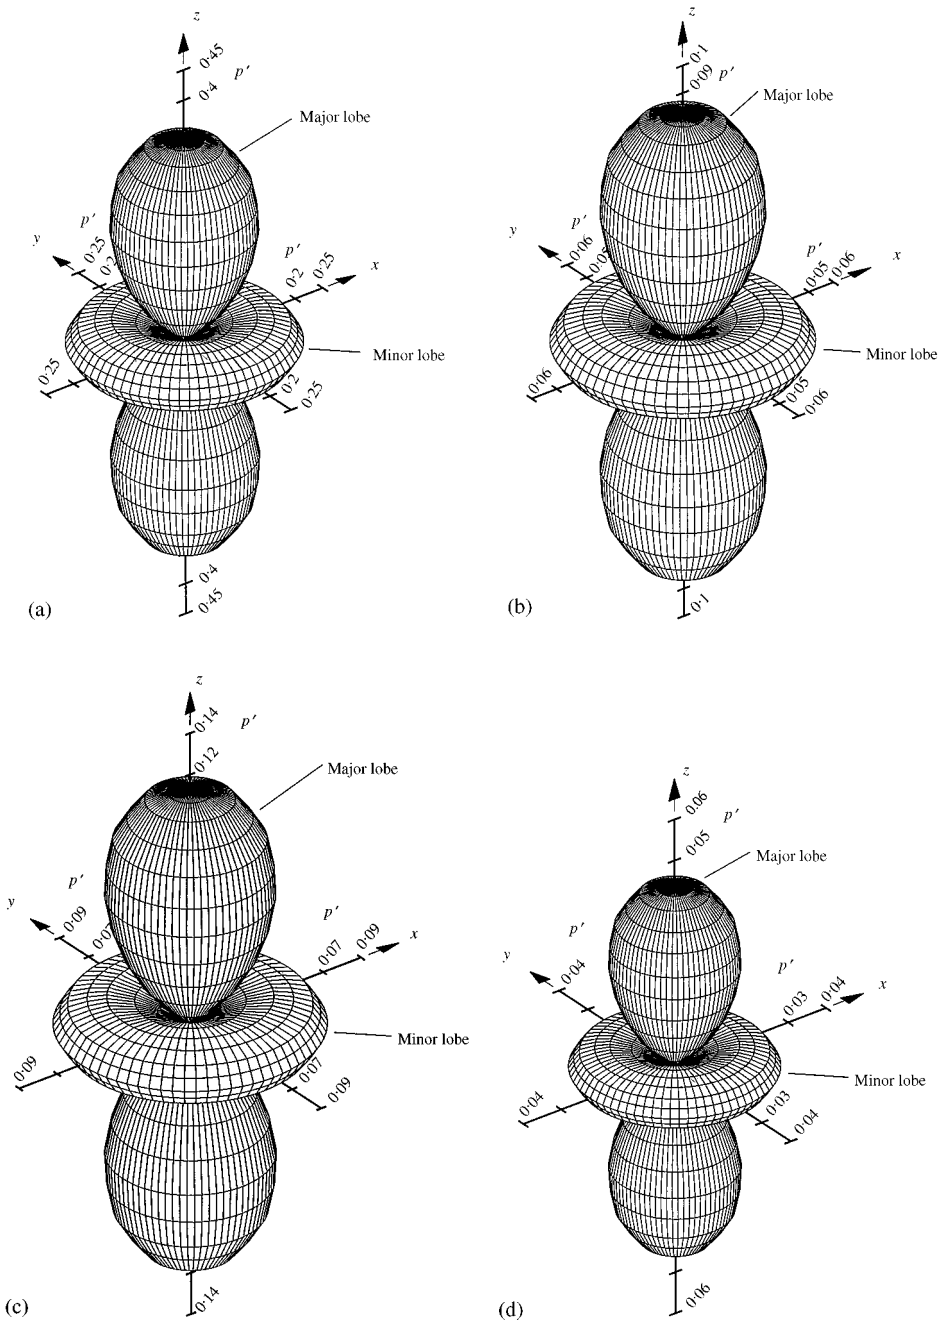 z
0·45
p′
0·4
Major lobe
y
p′
0·25
0·2
p′
0·2
0·25
x
Minor lobe
0·25
0·2
0·25
0·4
0·45
(a)
z
0·1
0·09
p′
Major lobe
y
p′
0·06
0·05
p′
0·05
0·06
x
Minor lobe
0·06
0·05
0·06
0·1
(b)
z
0·14
p′
0·12
Major lobe
y
p′
0·09
0·07
p′
0·07
0·09
x
Minor lobe
0·09
0·07
0·09
0·14
(c)
z
0·06
p′
0·05
Major lobe
y
p′
0·04
p′
0·03
0·04
x
Minor lobe
0·04
0·03
0·04
0·06
(d)